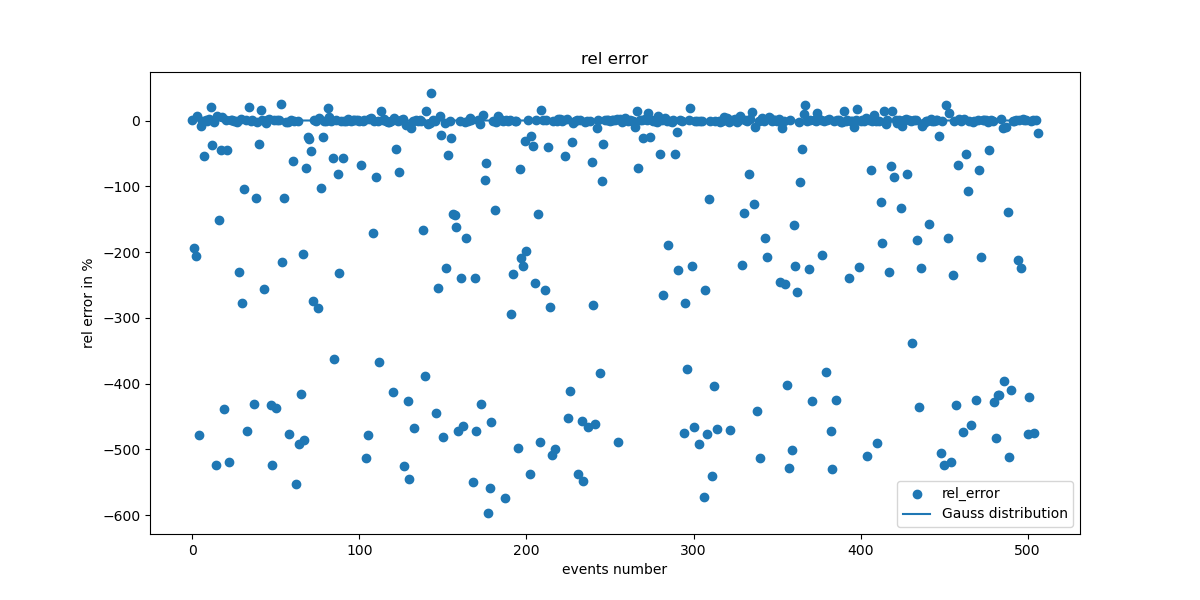 rel error
0
−100
−200
−300
−400
−500
−600
rel error in %
0
100
200
300
400
500
events number
rel_error
Gauss distribution